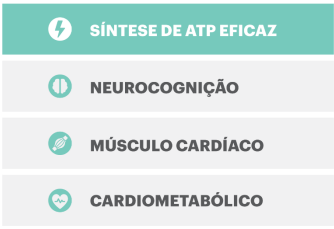 SÍNTESE DE ATP EFICAZ
NEUROCOGNIÇÃO
MÚSCULO CARDÍACO
CARDIOMETABÓLICO